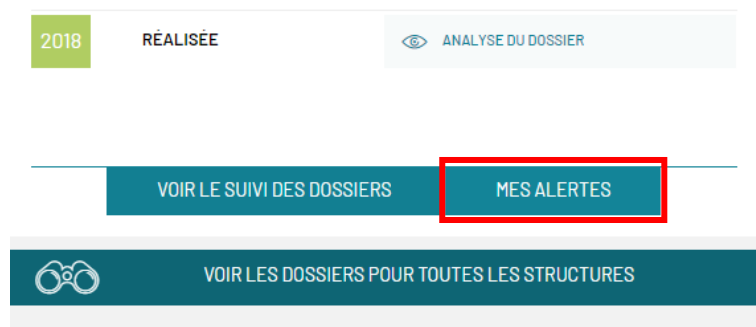 2018 RÉALISÉE ANALYSE DU DOSSIER
VOIR LE SUIVI DES DOSSIERS MES ALERTES
VOIR LES DOSSIERS POUR TOUTES LES STRUCTURES